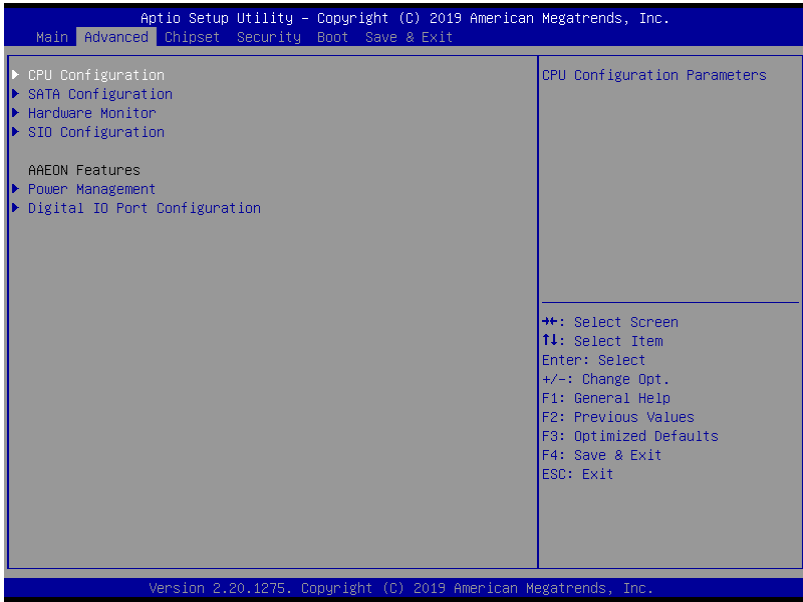 Aptio Setup Utility – Copyright (C) 2019 American Megatrends, Inc.
Main Advanced Chipset Security Boot Save & Exit
CPU Configuration
SATA Configuration
Hardware Monitor
SIO Configuration
AAEON Features
Power Management
Digital IO Port Configuration
CPU Configuration Parameters
→←: Select Screen
↑↓: Select Item
Enter: Select
+/-: Change Opt.
F1: General Help
F2: Previous Values
F3: Optimized Defaults
F4: Save & Exit
ESC: Exit
Version 2.20.1275. Copyright (C) 2019 American Megatrends, Inc.